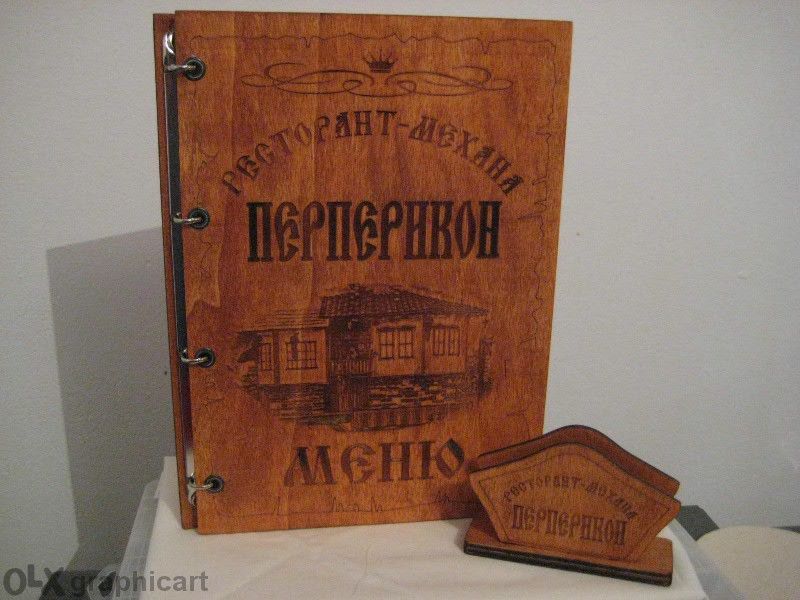 РЕСТОРАНТ-МЕХАНА
ПЕРПЕРИКОН
МЕНЮ
РЕСТОРАНТ-МЕХАНА
ПЕРПЕРИКОН
OLX graphicart